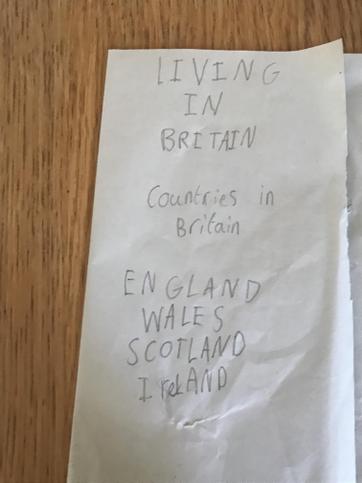 LIVING
IN
BRITAIN
Countries in
Britain
ENGLAND
WALES
SCOTLAND
IrelAND